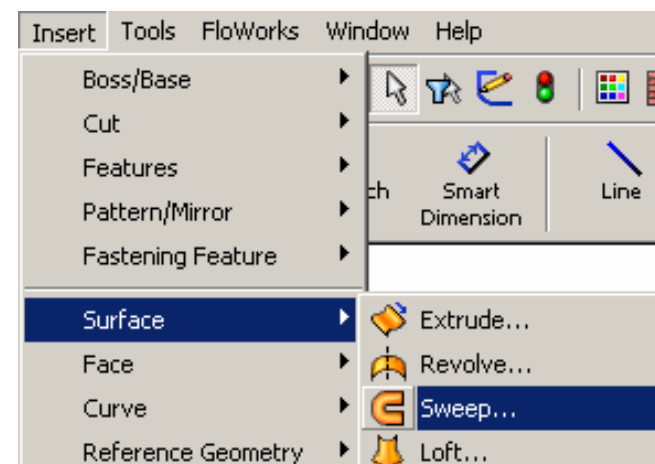 Insert Tools FloWorks Window Help
Boss/Base
Cut
Features
Pattern/Mirror
Fastening Feature
Smart
Dimension
Line
Surface
Face
Curve
Reference Geometry
Extrude...
Revolve...
Sweep...
Loft...